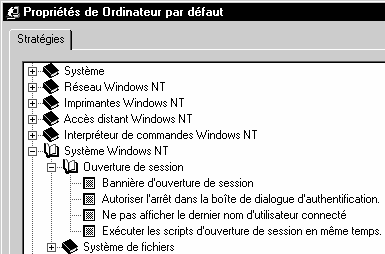 Propriétés de Ordinateur par défaut
Stratégies
Système
Réseau Windows NT
Imprimantes Windows NT
Accès distant Windows NT
Interpréteur de commandes Windows NT
Système Windows NT
Ouverture de session
Bannière d'ouverture de session
Autoriser l'arrêt dans la boîte de dialogue d'authentification.
Ne pas afficher le dernier nom d'utilisateur connecté
Exécuter les scripts d'ouverture de session en même temps.
Système de fichiers